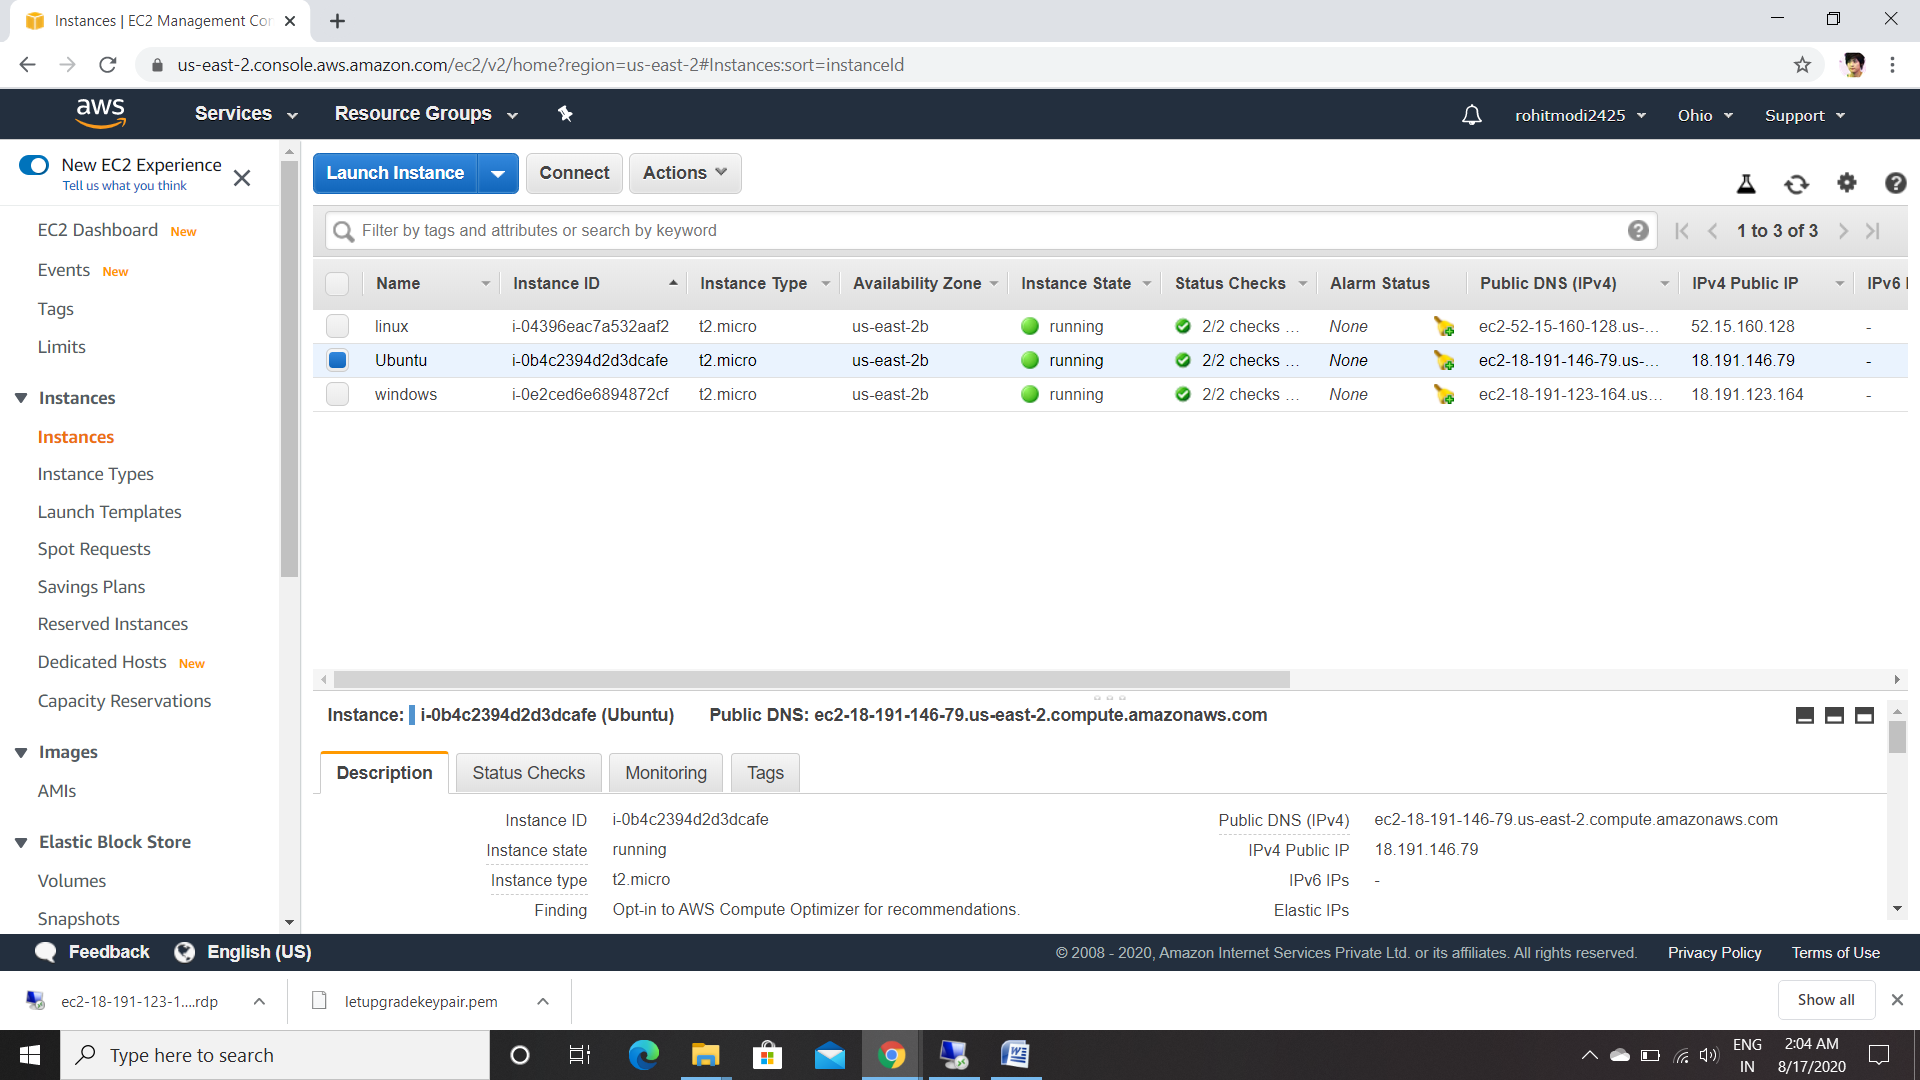 Instances | EC2 Management Con
us-east-2.console.aws.amazon.com/ec2/v2/home?region=us-east-2#Instances:sort=instanceId
aws
Services
Resource Groups
rohitmodi2425
Ohio
Support
New EC2 Experience
Tell us what you think
EC2 Dashboard New
Events New
Tags
Limits
Instances
Instances
Instance Types
Launch Templates
Spot Requests
Savings Plans
Reserved Instances
Dedicated Hosts New
Capacity Reservations
Images
AMIs
Elastic Block Store
Volumes
Snapshots
Launch Instance
Connect
Actions
Filter by tags and attributes or search by keyword
1 to 3 of 3
Name Instance ID Instance Type Availability Zone Instance State Status Checks Alarm Status Public DNS (IPv4) IPv4 Public IP IPv6 I
linux i-04396eac7a532aaf2 t2.micro us-east-2b running 2/2 checks ... None ec2-52-15-160-128.us-... 52.15.160.128 -
Ubuntu i-0b4c2394d2d3dcafe t2.micro us-east-2b running 2/2 checks ... None ec2-18-191-146-79.us-... 18.191.146.79 -
windows i-0e2ced6e6894872cf t2.micro us-east-2b running 2/2 checks ... None ec2-18-191-123-164.us... 18.191.123.164 -
Instance: i-0b4c2394d2d3dcafe (Ubuntu) Public DNS: ec2-18-191-146-79.us-east-2.compute.amazonaws.com
Description
Status Checks
Monitoring
Tags
Instance ID i-0b4c2394d2d3dcafe
Instance state running
Instance type t2.micro
Finding Opt-in to AWS Compute Optimizer for recommendations.
Public DNS (IPv4) ec2-18-191-146-79.us-east-2.compute.amazonaws.com
IPv4 Public IP 18.191.146.79
IPv6 IPs -
Elastic IPs
Feedback
English (US)
© 2008 - 2020, Amazon Internet Services Private Ltd. or its affiliates. All rights reserved.
Privacy Policy
Terms of Use
ec2-18-191-123-1....rdp
letupgradekeypair.pem
Show all
Type here to search
ENG
IN
2:04 AM
8/17/2020